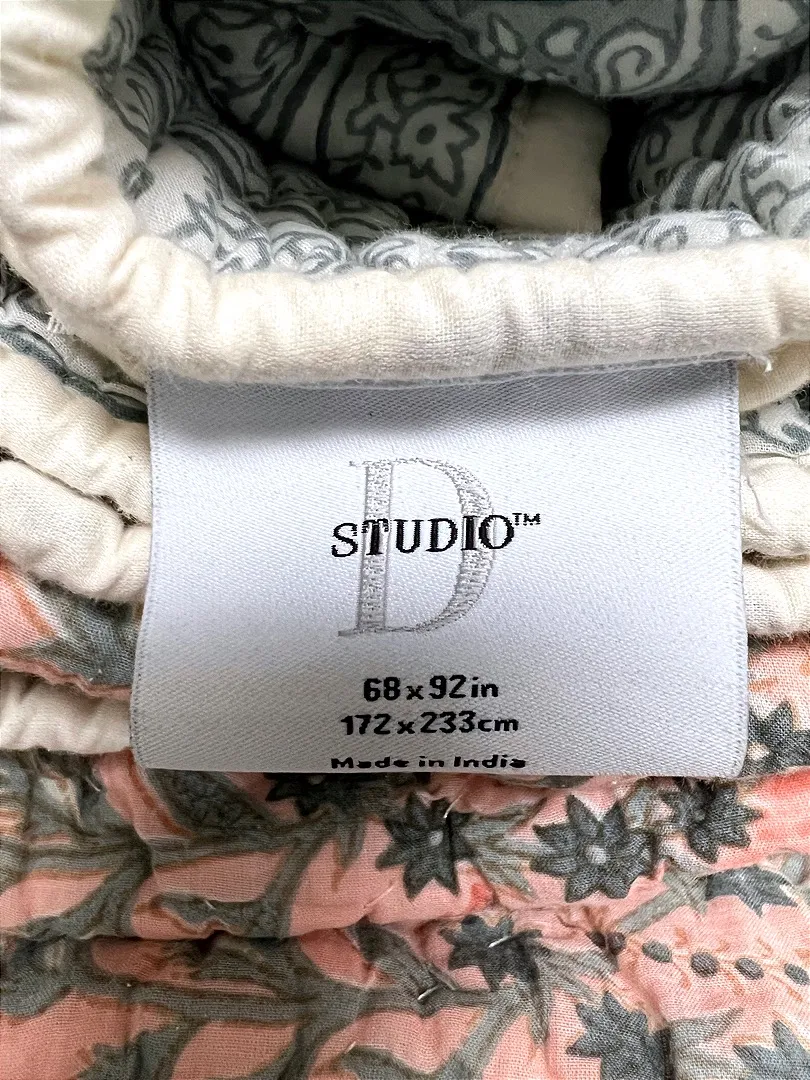 D
STUDIO™
68 x 92 in
172 x 233 cm
Made in India